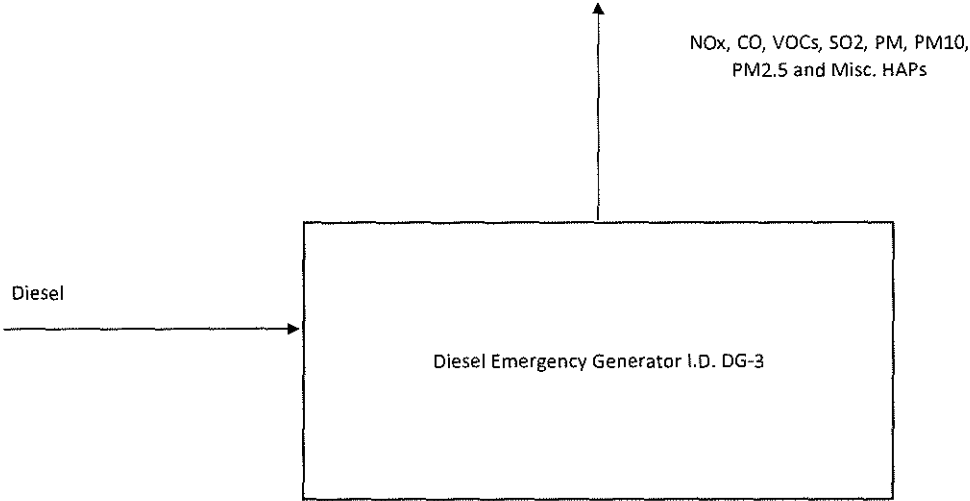 NOx, CO, VOCs, SO2, PM, PM10,
PM2.5 and Misc. HAPs
Diesel
Diesel Emergency Generator I.D. DG-3